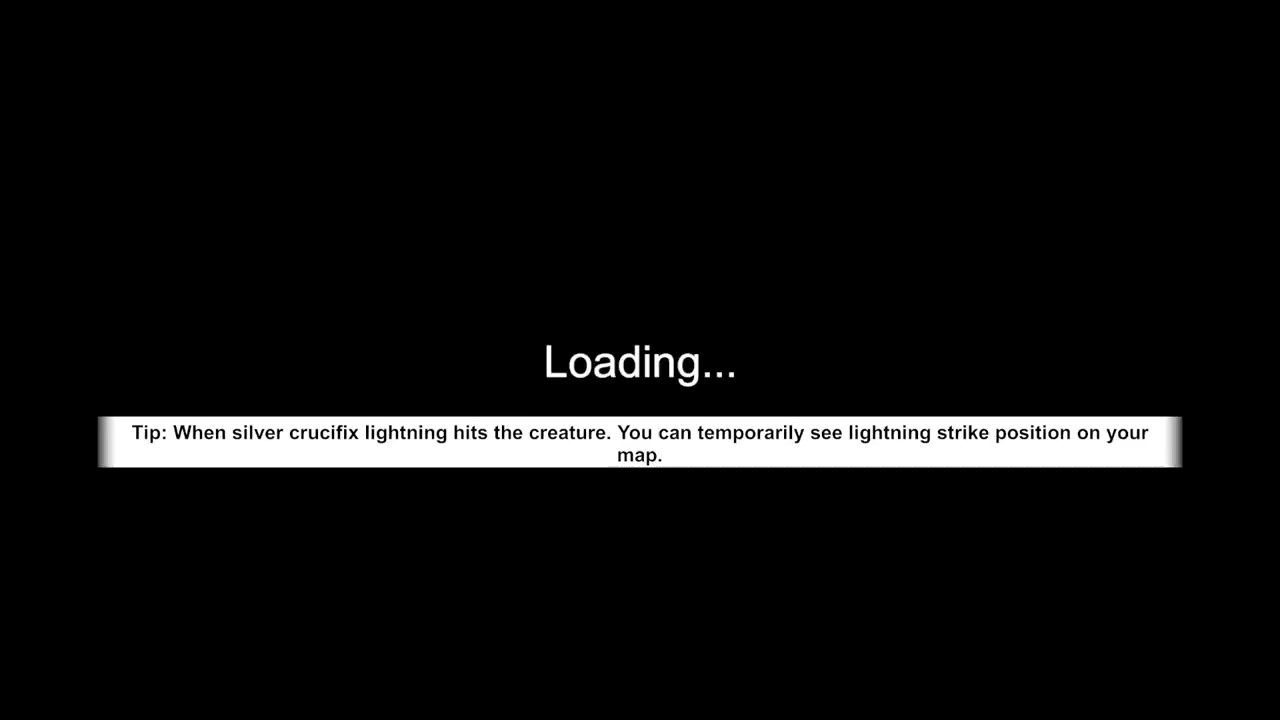 Loading...
Tip: When silver crucifix lightning hits the creature. You can temporarily see lightning strike position on your
map.